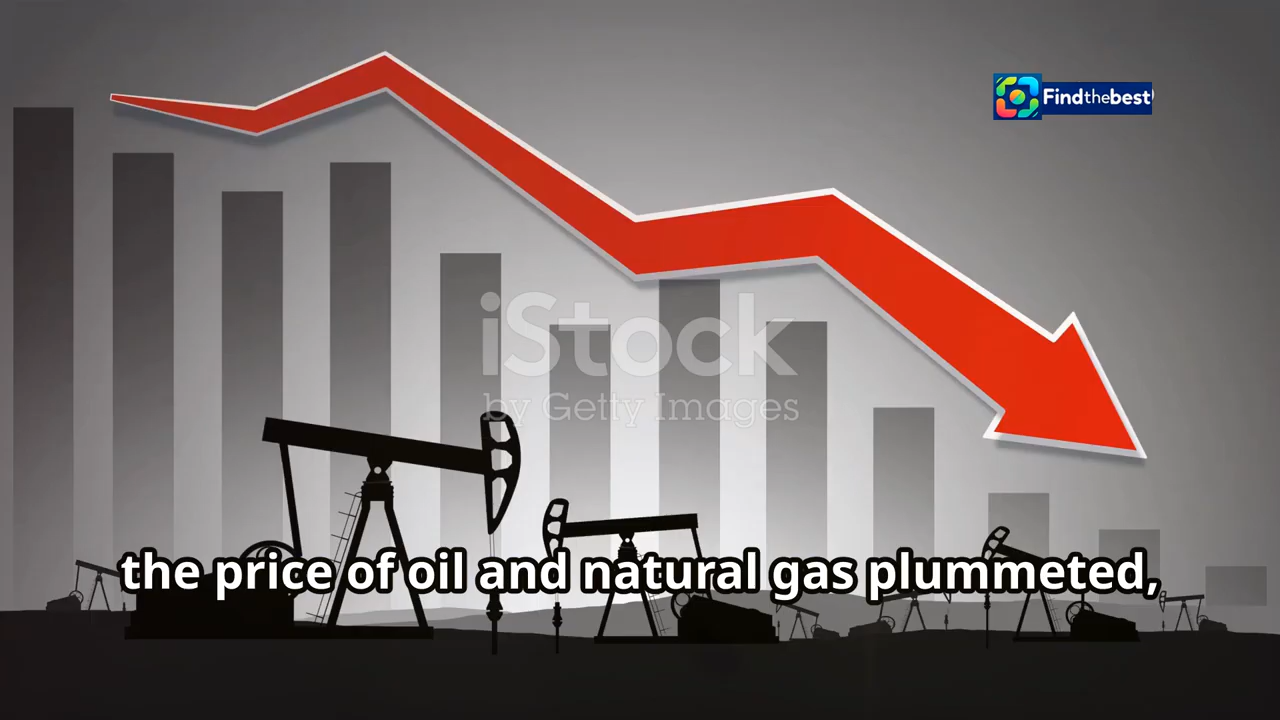 Findthebest
iStock
by Getty Images
the price of oil and natural gas plummeted,